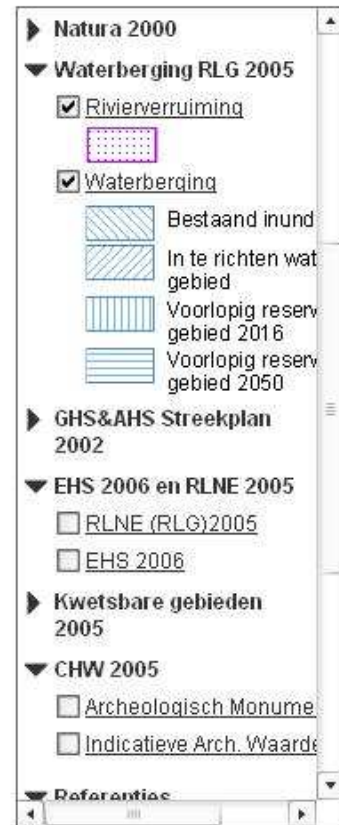 Natura 2000
Waterberging RLG 2005
Rivierverruiming
Waterberging
Bestaand inund
In te richten wat
gebied
Voorlopig reserv
gebied 2016
Voorlopig reserv
gebied 2050
GHS&AHS Streekplan
2002
EHS 2006 en RLNE 2005
RLNE (RLG)2005
EHS 2006
Kwetsbare gebieden
2005
CHW 2005
Archeologisch Monume
Indicatieve Arch. Waarde
Referenties